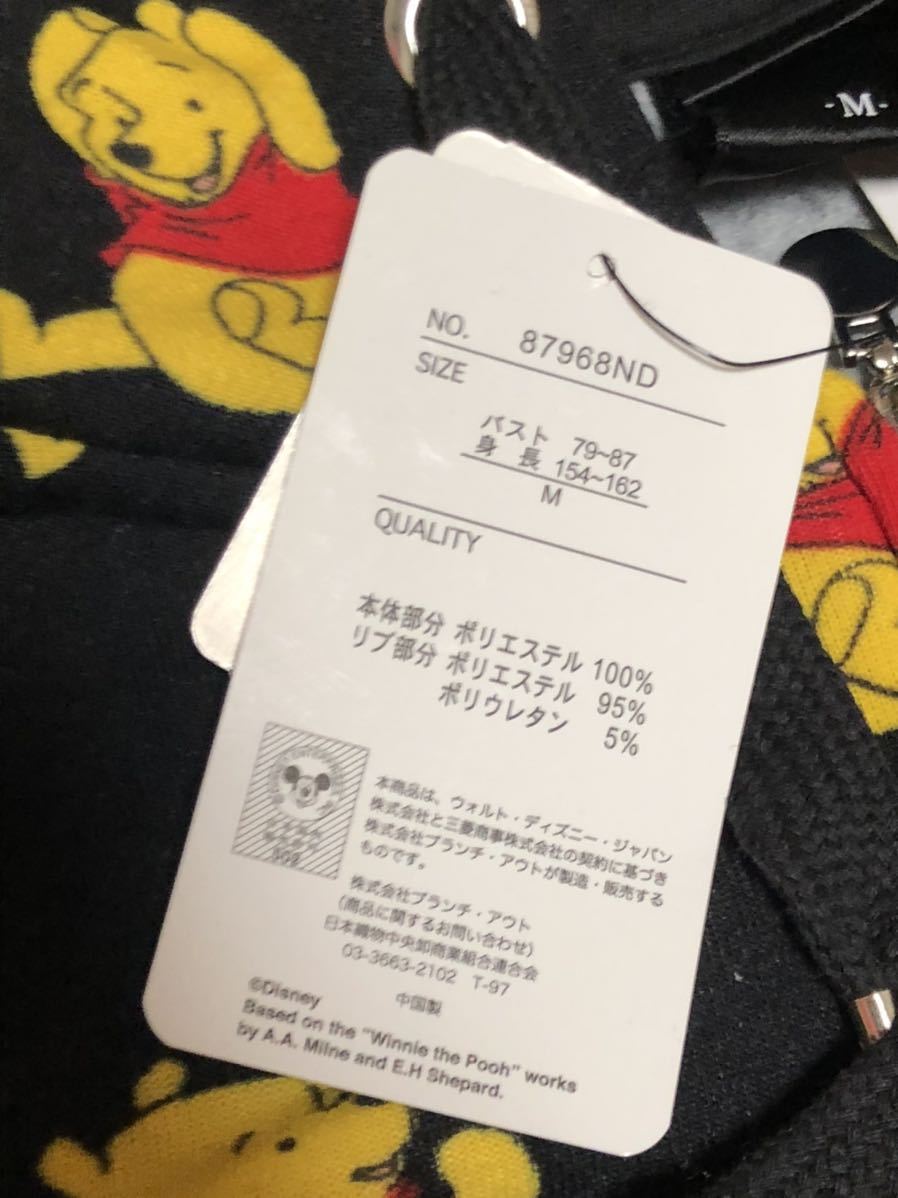 -M-
NO. 87968ND
SIZE
バスト 79~87
身長 154~162
M
QUALITY
本体部分 ポリエステル 100%
リブ部分 ポリエステル 95%
ポリウレタン 5%
本商品は、ウォルト・ディズニー・ジャパン
株式会社と三菱商事株式会社の契約に基づき
株式会社ブランチ・アウトが製造・販売する
ものです。
株式会社ブランチ・アウト
(商品に関するお問い合わせ)
日本織物中央卸商業組合連合会
03-3663-2102 T-97
中国製
©Disney
Based on the "Winnie the Pooh" works
by A.A. Milne and E.H Shepard.